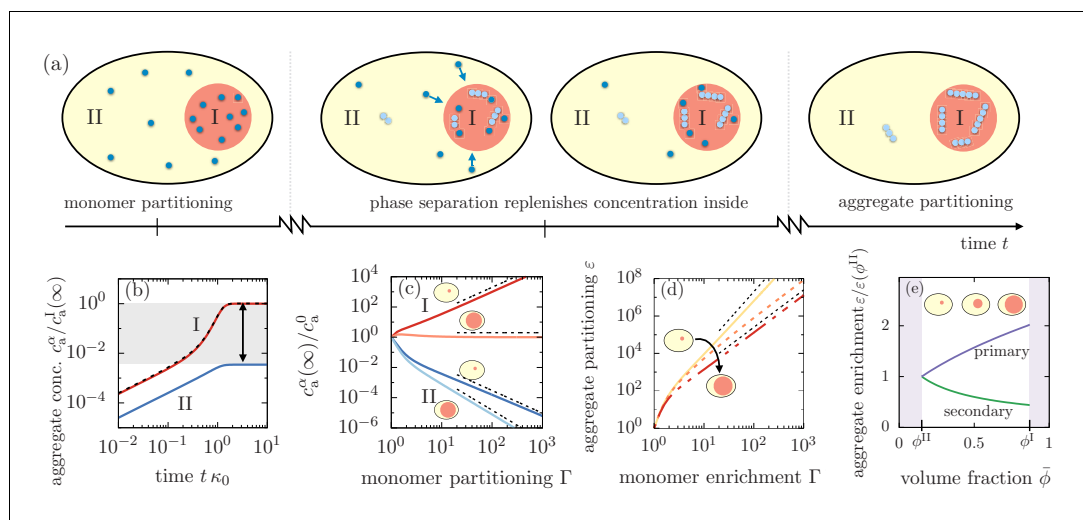 (a)
II
I
II
I
II
I
II
I
monomer partitioning
phase separation replenishes concentration inside
aggregate partitioning
time t
(b)
aggregate conc. c_a^α/c_a^I(∞)
10^0
10^-2
10^-4
I
II
10^-2
10^-1
10^0
10^1
time t κ_0
(c)
c_a^α(∞)/c_a^0
10^4
10^2
10^0
10^-2
10^-4
10^-6
I
II
10^0
10^1
10^2
10^3
monomer partitioning Γ
(d)
aggregate partitioning ε
10^8
10^6
10^4
10^2
10^0
10^0
10^1
10^2
10^3
monomer enrichment Γ
(e)
aggregate enrichment ε/ε(ϕ^II)
2
1
primary
secondary
0
ϕ^II
0.5
ϕ^I
1
volume fraction ϕ̄